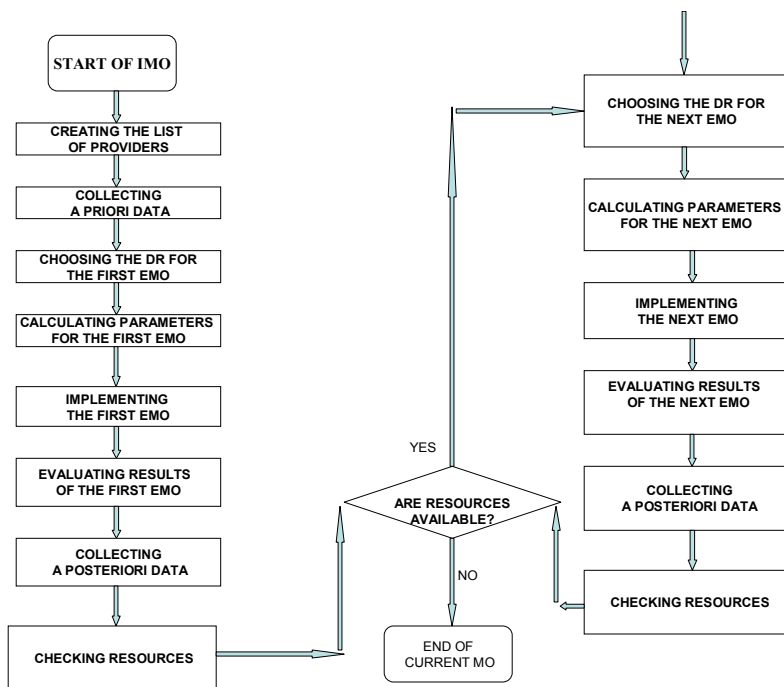 START OF IMO
CREATING THE LIST
OF PROVIDERS
COLLECTING
A PRIORI DATA
CHOOSING THE DR FOR
THE FIRST EMO
CALCULATING PARAMETERS
FOR THE FIRST EMO
IMPLEMENTING
THE FIRST EMO
EVALUATING RESULTS
OF THE FIRST EMO
COLLECTING
A POSTERIORI DATA
CHECKING RESOURCES
YES
ARE RESOURCES
AVAILABLE?
NO
END OF
CURRENT MO
CHOOSING THE DR FOR
THE NEXT EMO
CALCULATING PARAMETERS
FOR THE NEXT EMO
IMPLEMENTING
THE NEXT EMO
EVALUATING RESULTS
OF THE NEXT EMO
COLLECTING
A POSTERIORI DATA
CHECKING RESOURCES